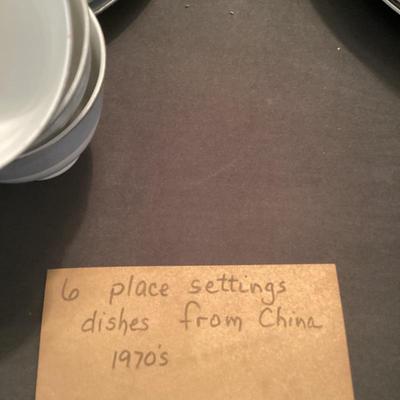 6 place settings
dishes from China
1970's